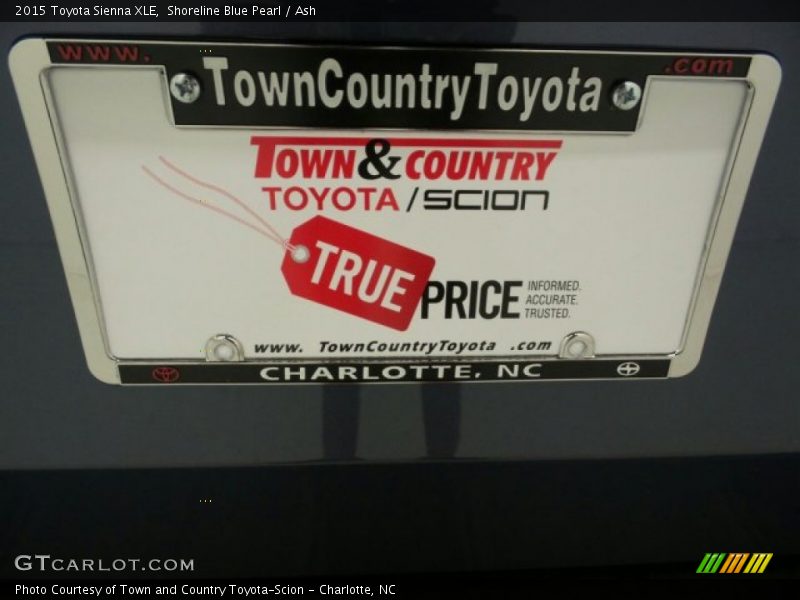 2015 Toyota Sienna XLE, Shoreline Blue Pearl / Ash
www. .com
TownCountryToyota
TOWN & COUNTRY
TOYOTA / SCION
TRUE PRICE
INFORMED.
ACCURATE.
TRUSTED.
www. TownCountryToyota .com
CHARLOTTE, NC
GTCARLOT.COM
Photo Courtesy of Town and Country Toyota-Scion - Charlotte, NC